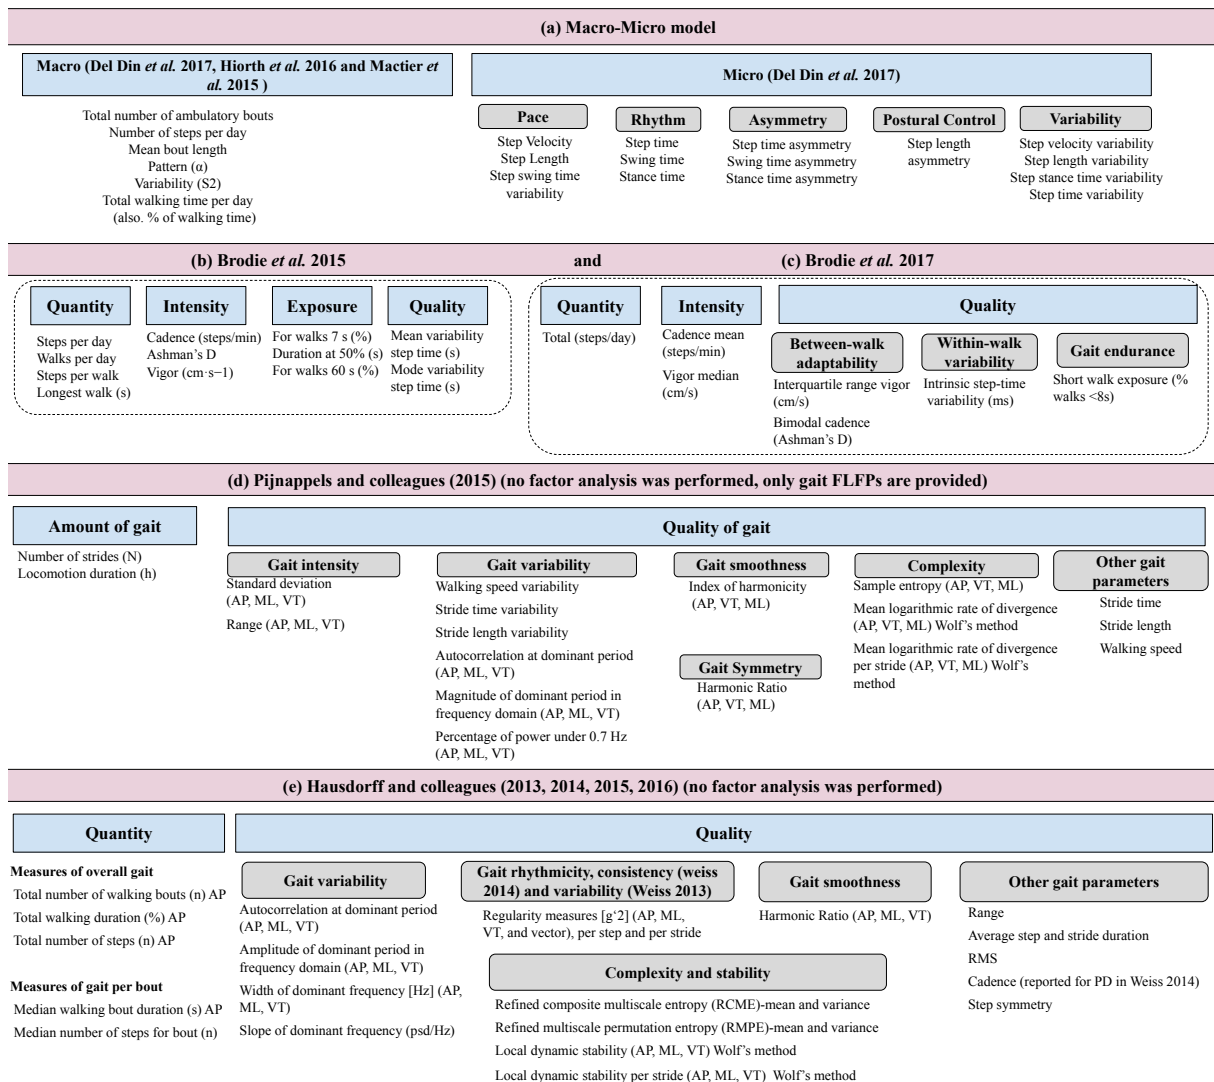 (a) Macro-Micro model
Macro (Del Din et al. 2017, Hiorth et al. 2016 and Mactier et
al. 2015 )
Total number of ambulatory bouts
Number of steps per day
Mean bout length
Pattern (α)
Variability (S2)
Total walking time per day
(also. % of walking time)
Micro (Del Din et al. 2017)
Pace
Step Velocity
Step Length
Step swing time
variability
Rhythm
Step time
Swing time
Stance time
Asymmetry
Step time asymmetry
Swing time asymmetry
Stance time asymmetry
Postural Control
Step length
asymmetry
Variability
Step velocity variability
Step length variability
Step stance time variability
Step time variability
(b) Brodie et al. 2015
and
(c) Brodie et al. 2017
Quantity
Steps per day
Walks per day
Steps per walk
Longest walk (s)
Intensity
Cadence (steps/min)
Ashman’s D
Vigor (cm·s−1)
Exposure
For walks 7 s (%)
Duration at 50% (s)
For walks 60 s (%)
Quality
Mean variability
step time (s)
Mode variability
step time (s)
Quantity
Total (steps/day)
Intensity
Cadence mean
(steps/min)
Vigor median
(cm/s)
Quality
Between-walk
adaptability
Interquartile range vigor
(cm/s)
Bimodal cadence
(Ashman’s D)
Within-walk
variability
Intrinsic step-time
variability (ms)
Gait endurance
Short walk exposure (%
walks <8s)
(d) Pijnappels and colleagues (2015) (no factor analysis was performed, only gait FLFPs are provided)
Amount of gait
Number of strides (N)
Locomotion duration (h)
Quality of gait
Gait intensity
Standard deviation
(AP, ML, VT)
Range (AP, ML, VT)
Gait variability
Walking speed variability
Stride time variability
Stride length variability
Autocorrelation at dominant period
(AP, ML, VT)
Magnitude of dominant period in
frequency domain (AP, ML, VT)
Percentage of power under 0.7 Hz
(AP, ML, VT)
Gait smoothness
Index of harmonicity
(AP, VT, ML)
Gait Symmetry
Harmonic Ratio
(AP, VT, ML)
Complexity
Sample entropy (AP, VT, ML)
Mean logarithmic rate of divergence
(AP, VT, ML) Wolf’s method
Mean logarithmic rate of divergence
per stride (AP, VT, ML) Wolf’s
method
Other gait
parameters
Stride time
Stride length
Walking speed
(e) Hausdorff and colleagues (2013, 2014, 2015, 2016) (no factor analysis was performed)
Quantity
Measures of overall gait
Total number of walking bouts (n) AP
Total walking duration (%) AP
Total number of steps (n) AP
Measures of gait per bout
Median walking bout duration (s) AP
Median number of steps for bout (n)
Quality
Gait variability
Autocorrelation at dominant period
(AP, ML, VT)
Amplitude of dominant period in
frequency domain (AP, ML, VT)
Width of dominant frequency [Hz] (AP,
ML, VT)
Slope of dominant frequency (psd/Hz)
Gait rhythmicity, consistency (weiss
2014) and variability (Weiss 2013)
Regularity measures [g‘2] (AP, ML,
VT, and vector), per step and per stride
Complexity and stability
Refined composite multiscale entropy (RCME)-mean and variance
Refined multiscale permutation entropy (RMPE)-mean and variance
Local dynamic stability (AP, ML, VT) Wolf’s method
Local dynamic stability per stride (AP, ML, VT) Wolf’s method
Gait smoothness
Harmonic Ratio (AP, ML, VT)
Other gait parameters
Range
Average step and stride duration
RMS
Cadence (reported for PD in Weiss 2014)
Step symmetry